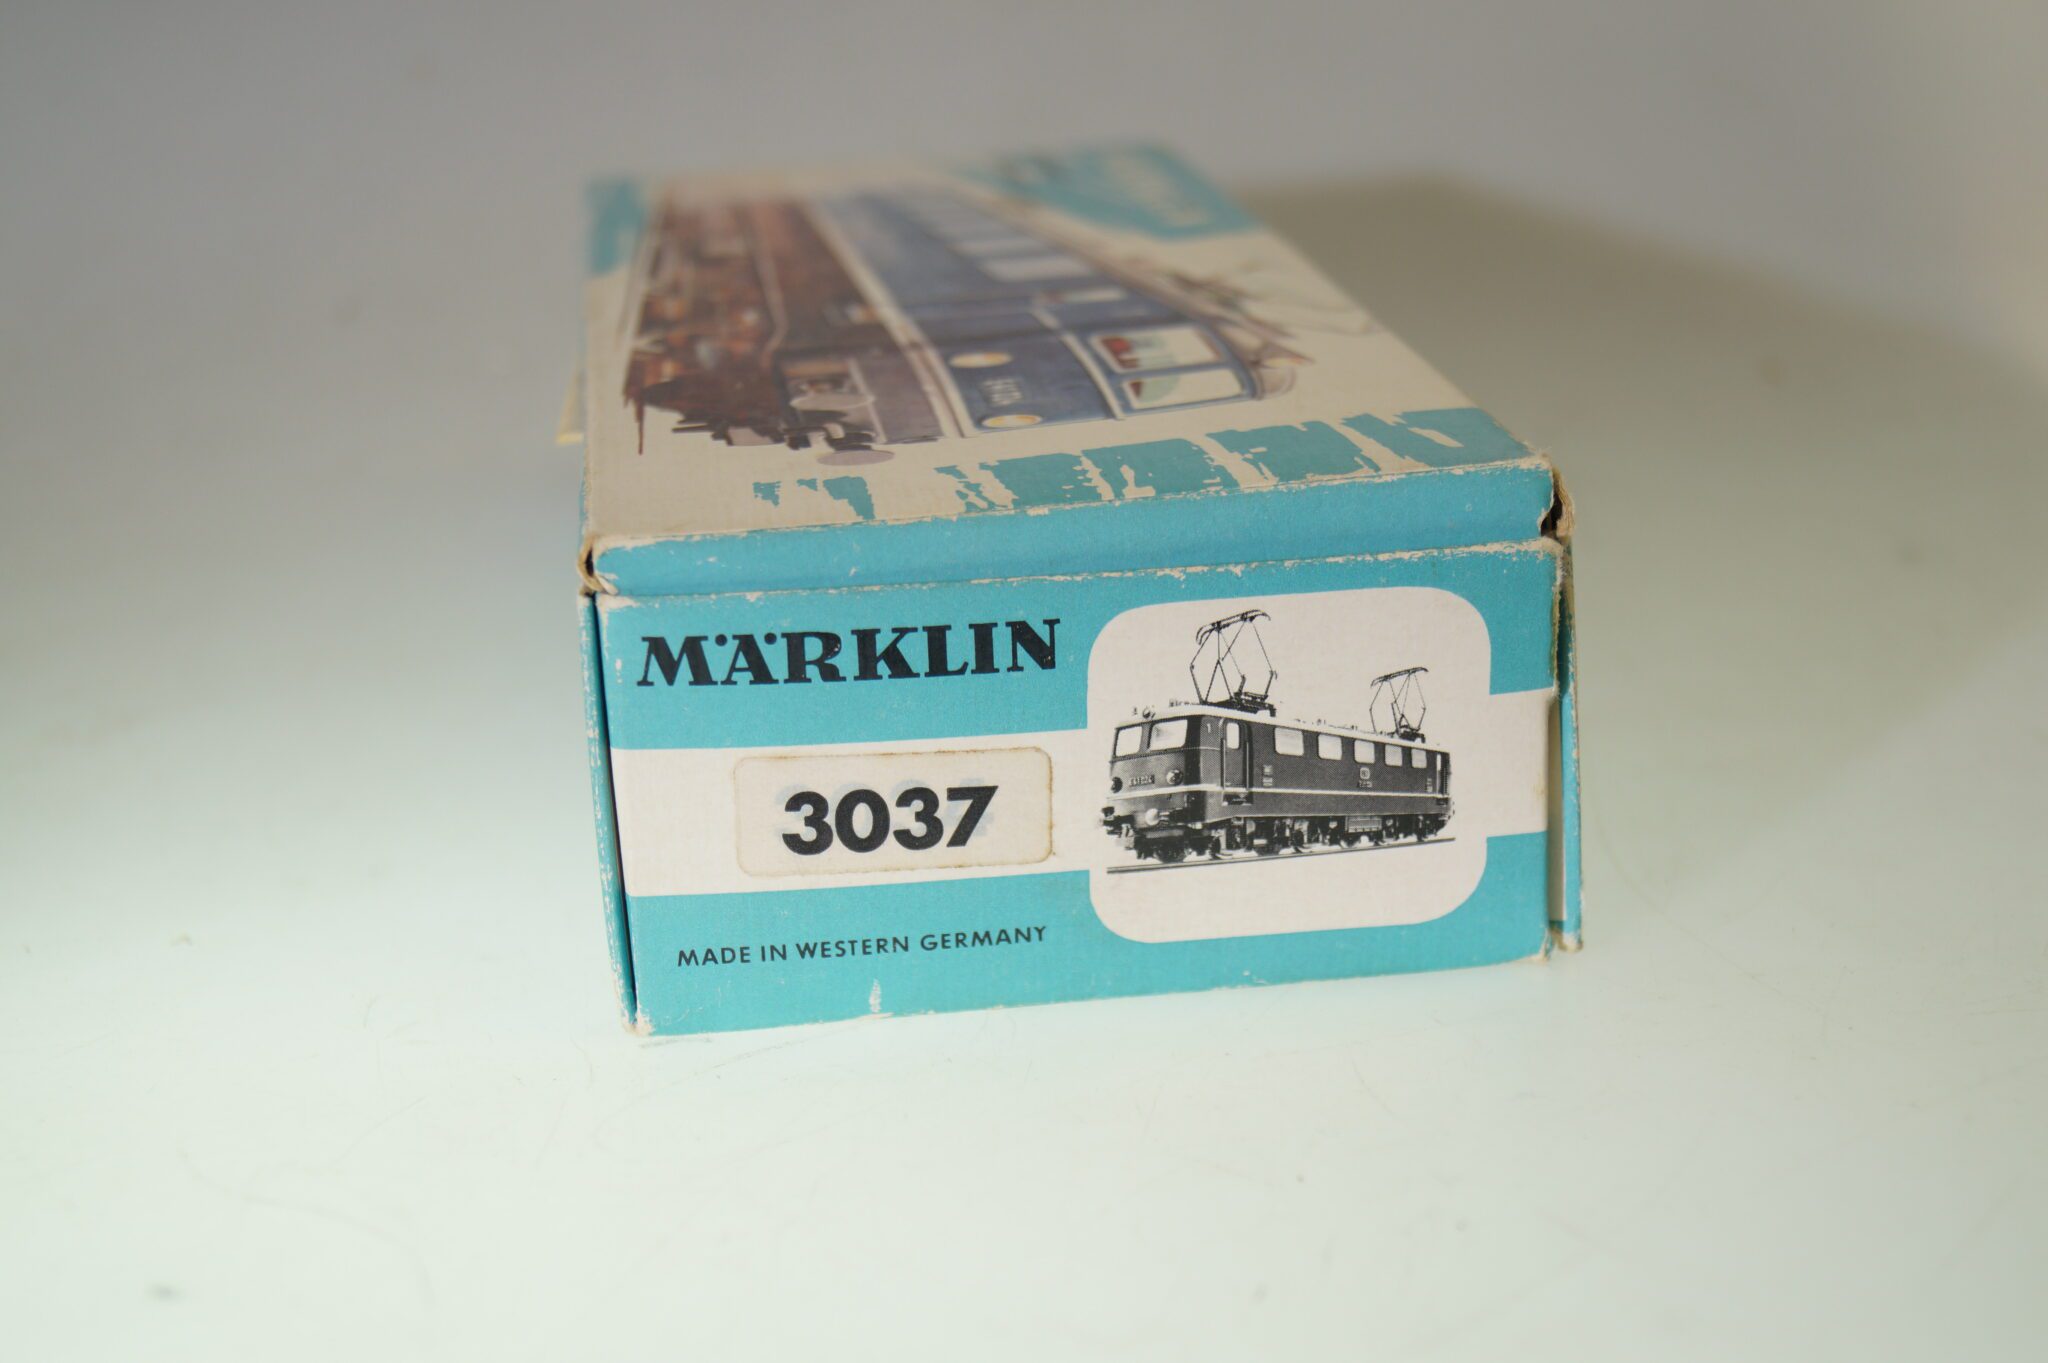 MÄRKLIN
3037
MADE IN WESTERN GERMANY